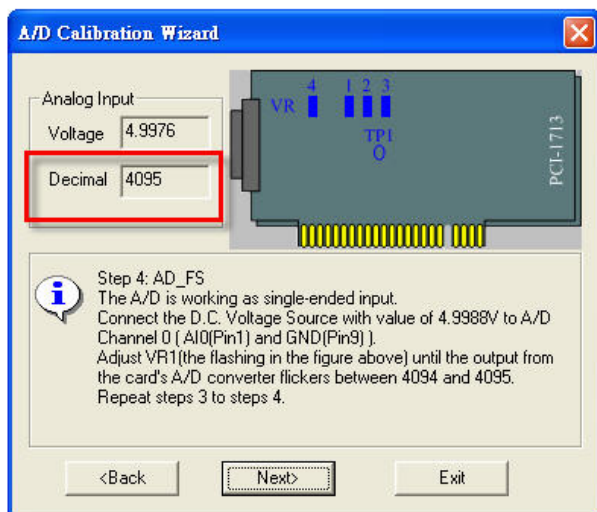 A/D Calibration Wizard
Analog Input
Voltage 4.9976
Decimal 4095
4 1 2 3
VR
TP1
PCI-1713
Step 4: AD_FS
The A/D is working as single-ended input.
Connect the D.C. Voltage Source with value of 4.9988V to A/D
Channel 0 ( AI0(Pin1) and GND(Pin9) ).
Adjust VR1(the flashing in the figure above) until the output from
the card's A/D converter flickers between 4094 and 4095.
Repeat steps 3 to steps 4.
<Back Next> Exit